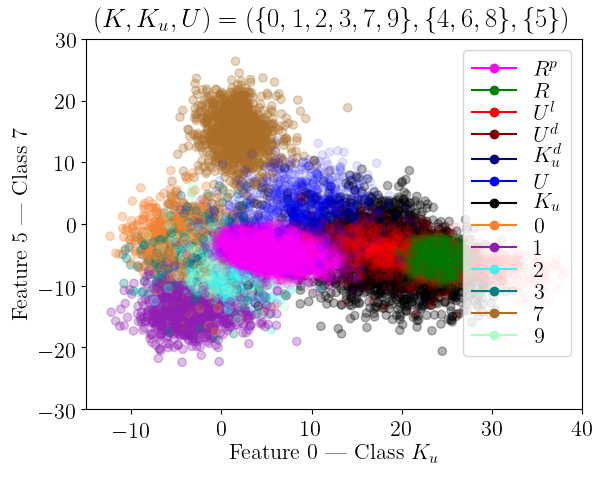 (K, K_u, U) = ({0, 1, 2, 3, 7, 9}, {4, 6, 8}, {5})
30
20
10
0
−10
−20
−30
Feature 5 — Class 7
R^p
R
U^l
U^d
K_u^d
U
K_u
0
1
2
3
7
9
−10 0 10 20 30 40
Feature 0 — Class K_u